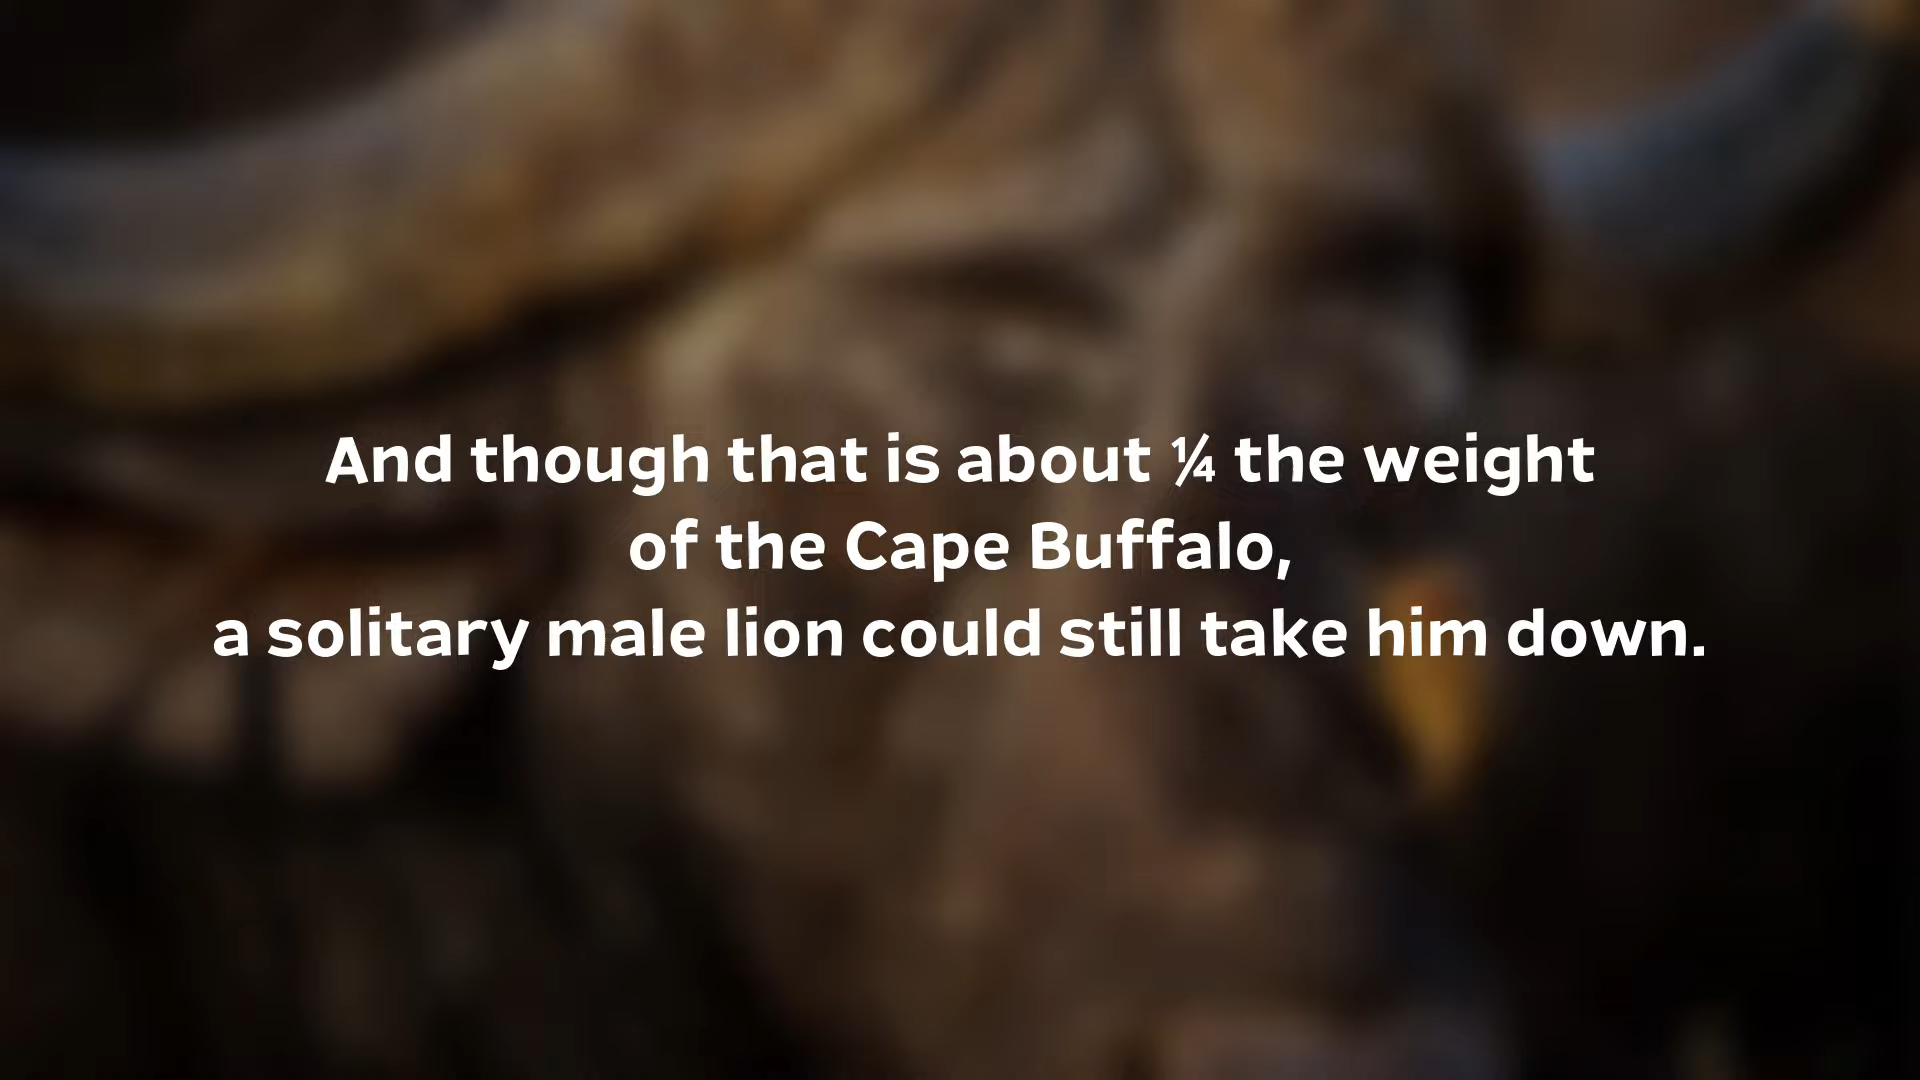 And though that is about ¼ the weight
of the Cape Buffalo,
a solitary male lion could still take him down.